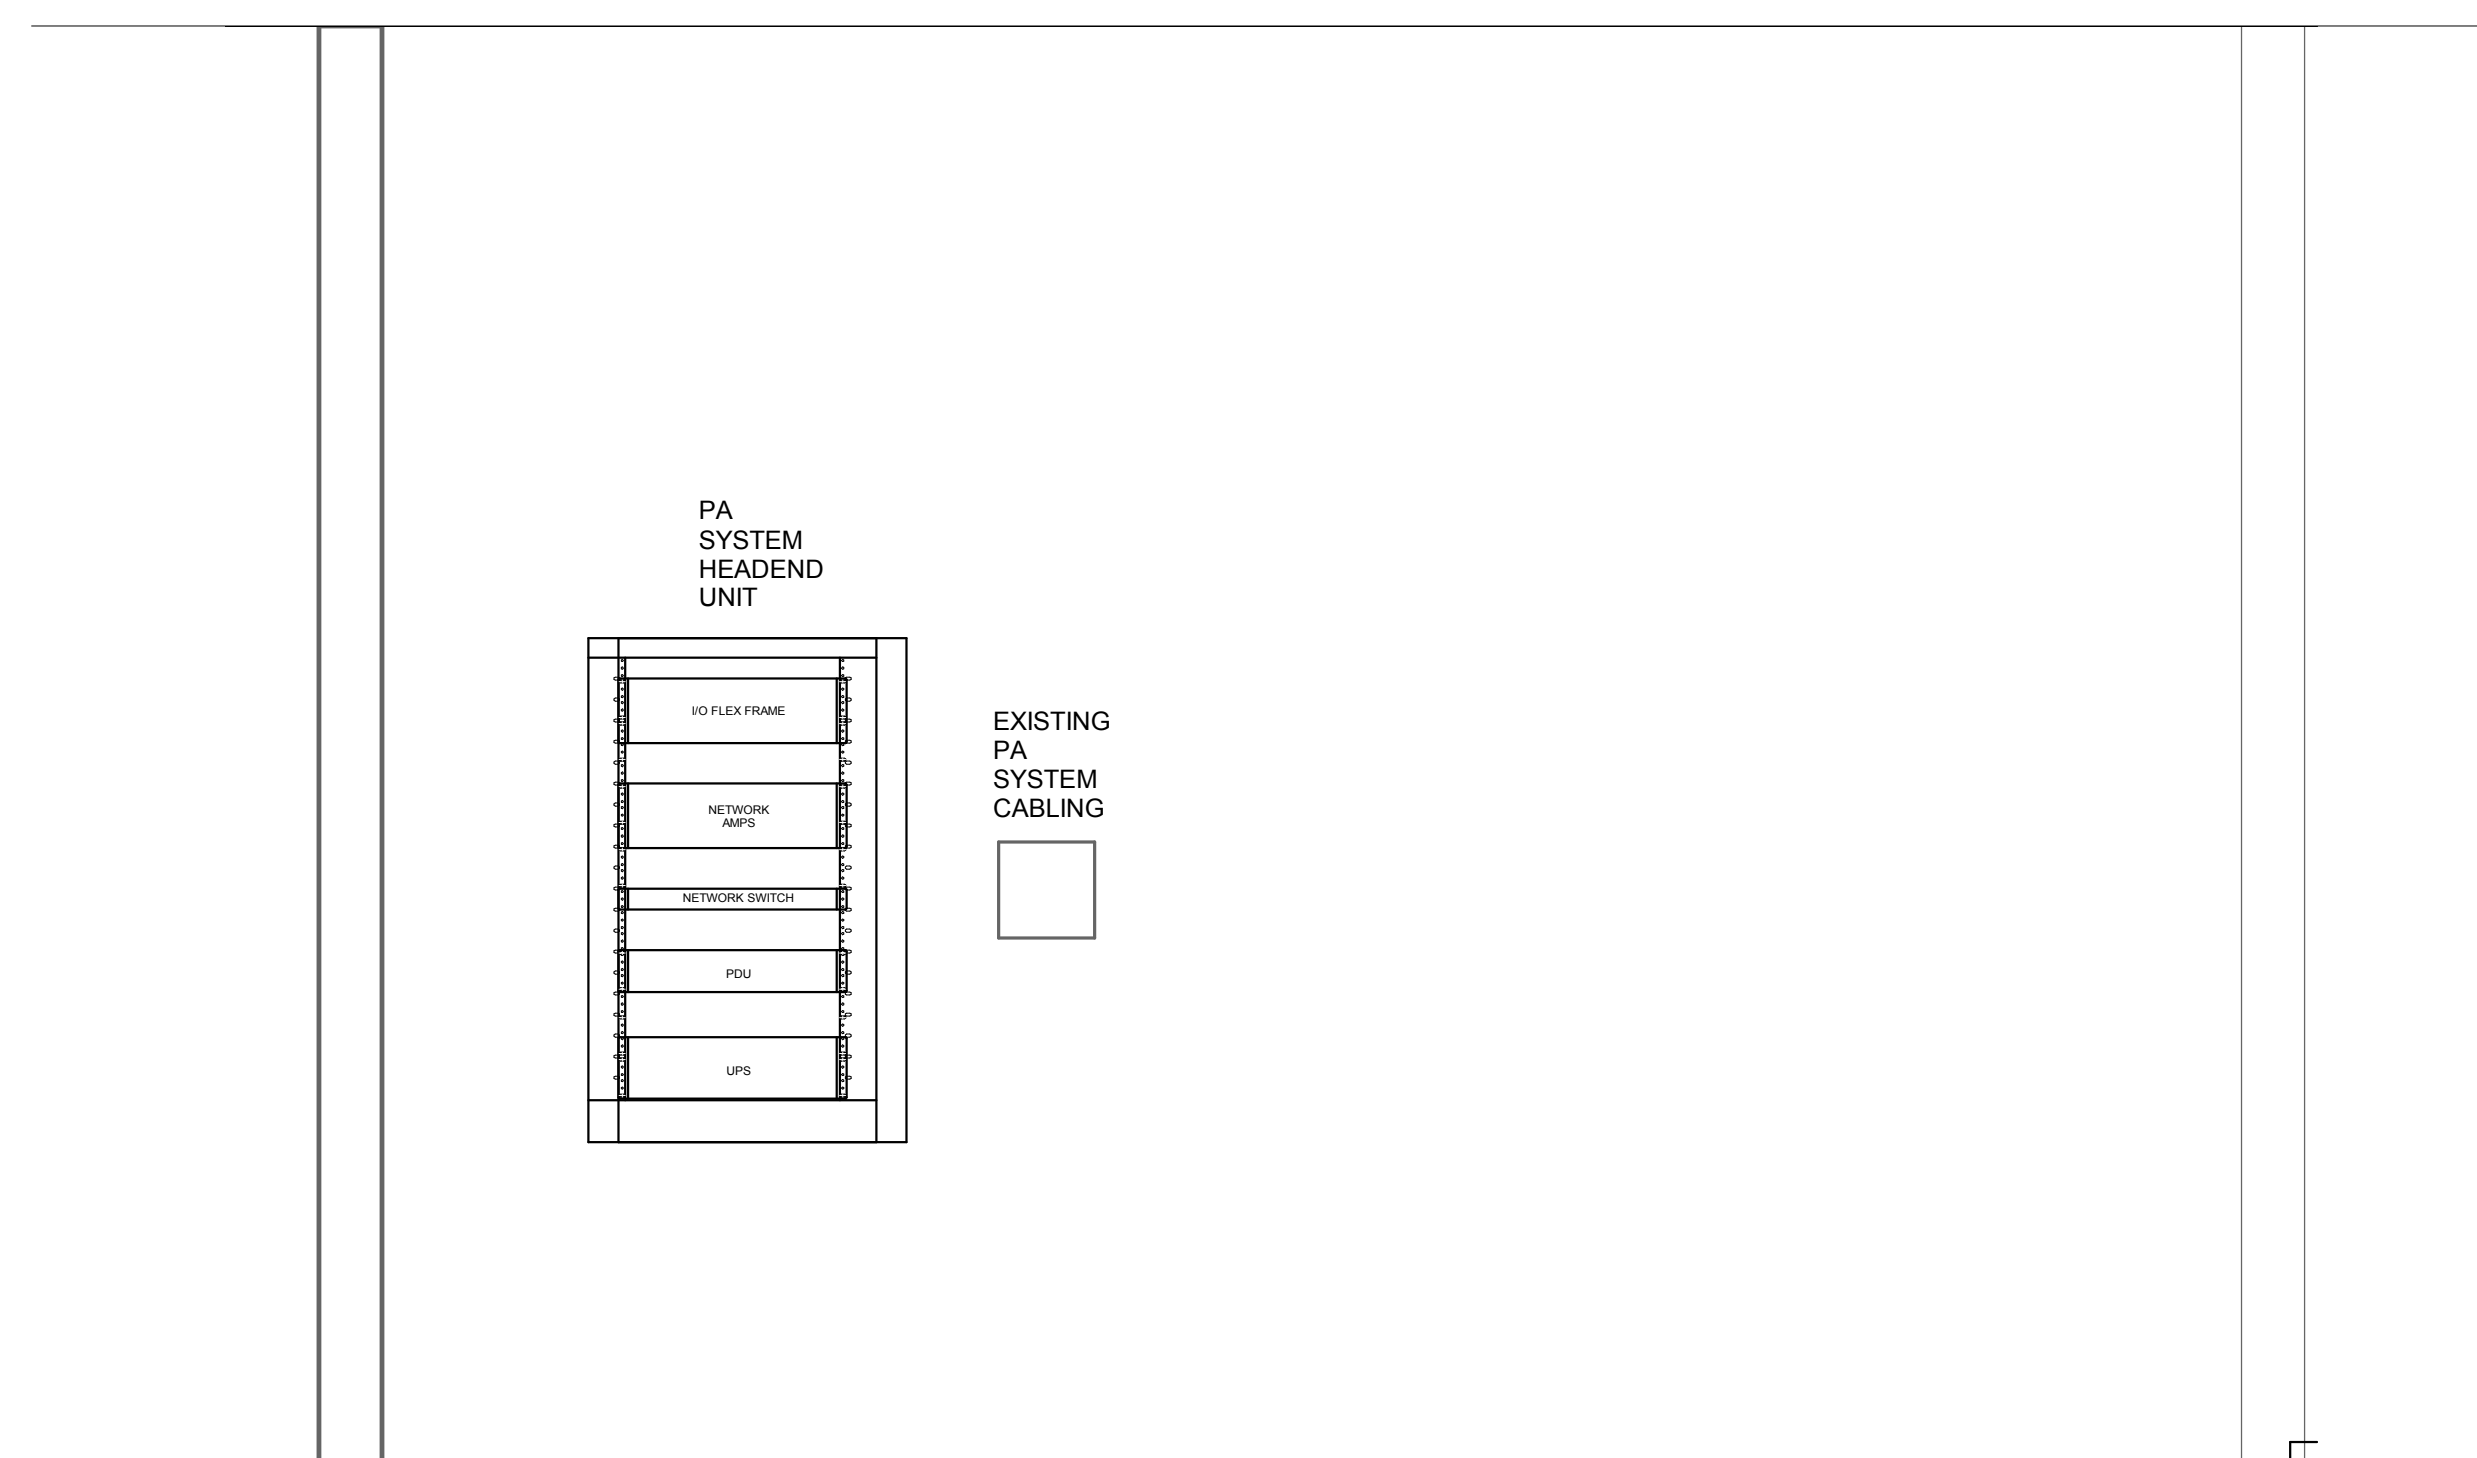 PA
SYSTEM
HEADEND
UNIT
I/O FLEX FRAME
NETWORK
AMPS
NETWORK SWITCH
PDU
UPS
EXISTING
PA
SYSTEM
CABLING